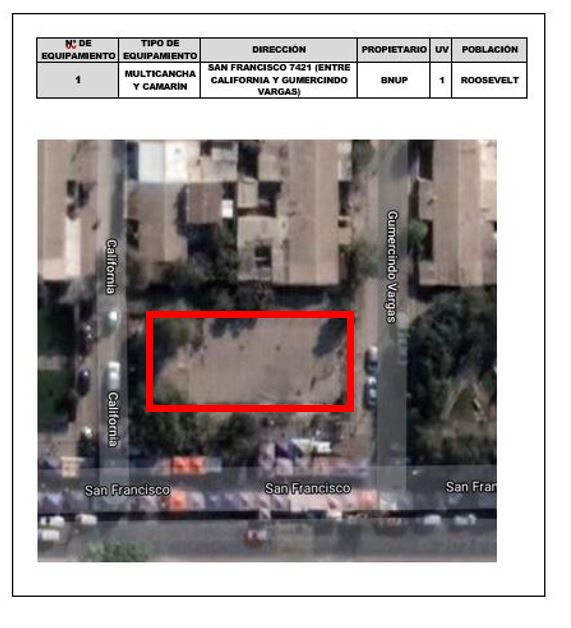 N° DE EQUIPAMIENTO TIPO DE EQUIPAMIENTO DIRECCIÓN PROPIETARIO UV POBLACIÓN
1 MULTICANCHA Y CAMARÍN SAN FRANCISCO 7421 (ENTRE CALIFORNIA Y GUMERCINDO VARGAS) BNUP 1 ROOSEVELT
California
Gumercindo Vargas
California
San Francisco San Francisco San Fran